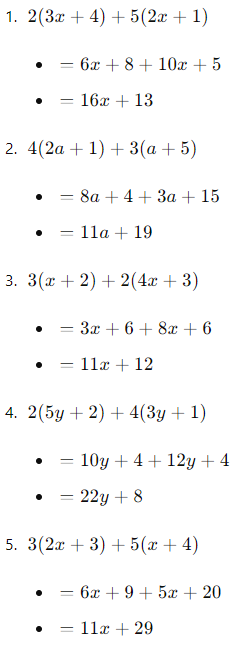 1. 2(3x + 4) + 5(2x + 1)
• = 6x + 8 + 10x + 5
• = 16x + 13
2. 4(2a + 1) + 3(a + 5)
• = 8a + 4 + 3a + 15
• = 11a + 19
3. 3(x + 2) + 2(4x + 3)
• = 3x + 6 + 8x + 6
• = 11x + 12
4. 2(5y + 2) + 4(3y + 1)
• = 10y + 4 + 12y + 4
• = 22y + 8
5. 3(2x + 3) + 5(x + 4)
• = 6x + 9 + 5x + 20
• = 11x + 29